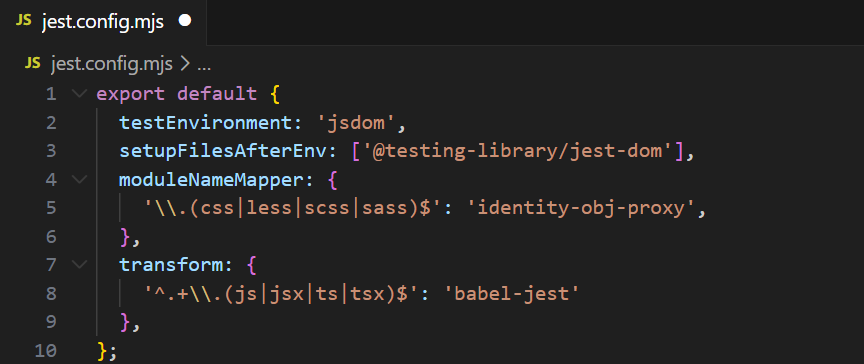 JS jest.config.mjs
JS jest.config.mjs > ...
1 export default {
2 testEnvironment: 'jsdom',
3 setupFilesAfterEnv: ['@testing-library/jest-dom'],
4 moduleNameMapper: {
5 '\\.(css|less|scss|sass)$': 'identity-obj-proxy',
6 },
7 transform: {
8 '^.+\\.(js|jsx|ts|tsx)$': 'babel-jest'
9 },
10 };